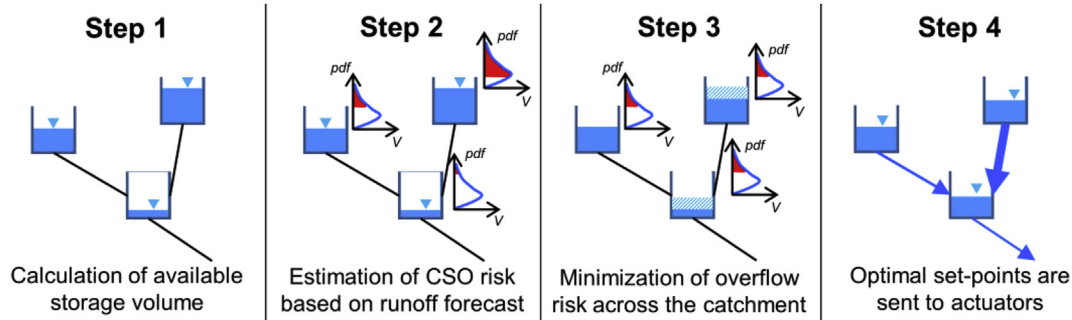 Step 1
Calculation of available
storage volume
Step 2
pdf
pdf
V
V
pdf
V
Estimation of CSO risk
based on runoff forecast
Step 3
pdf
pdf
V
V
pdf
V
Minimization of overflow
risk across the catchment
Step 4
Optimal set-points are
sent to actuators